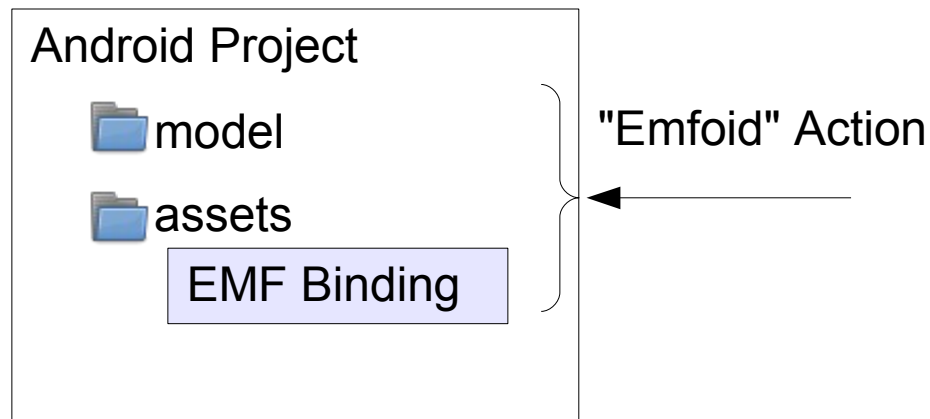 Android Project
model
"Emfoid" Action
assets
EMF Binding